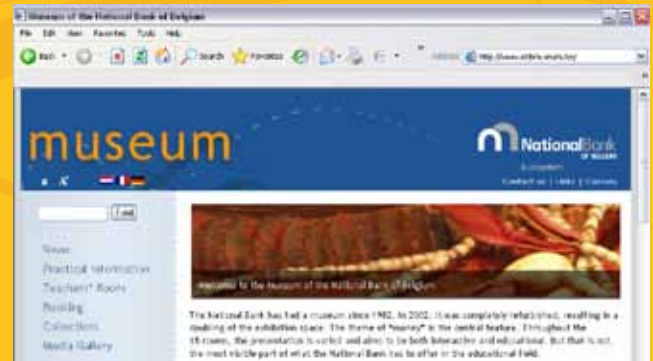 Museum of the National Bank of Belgium
File Edit View Favorites Tools Help
Back Search Favorites
Address
museum
NationalBank
OF BELGIUM
Contact us | Links |
Find
News
Practical information
Teachers' Room
Booking
Collections
Media Gallery
Welcome to the Museum of the National Bank of Belgium
The National Bank has had a museum since 1982. In 2002, it was completely refurbished, resulting in a
doubling of the exhibition space. The theme of "money" is the central feature. Throughout the
15 rooms, the presentation is varied and aims to be both interactive and educational. But that is not
the most visible part of what the National Bank has to offer in the educational field.